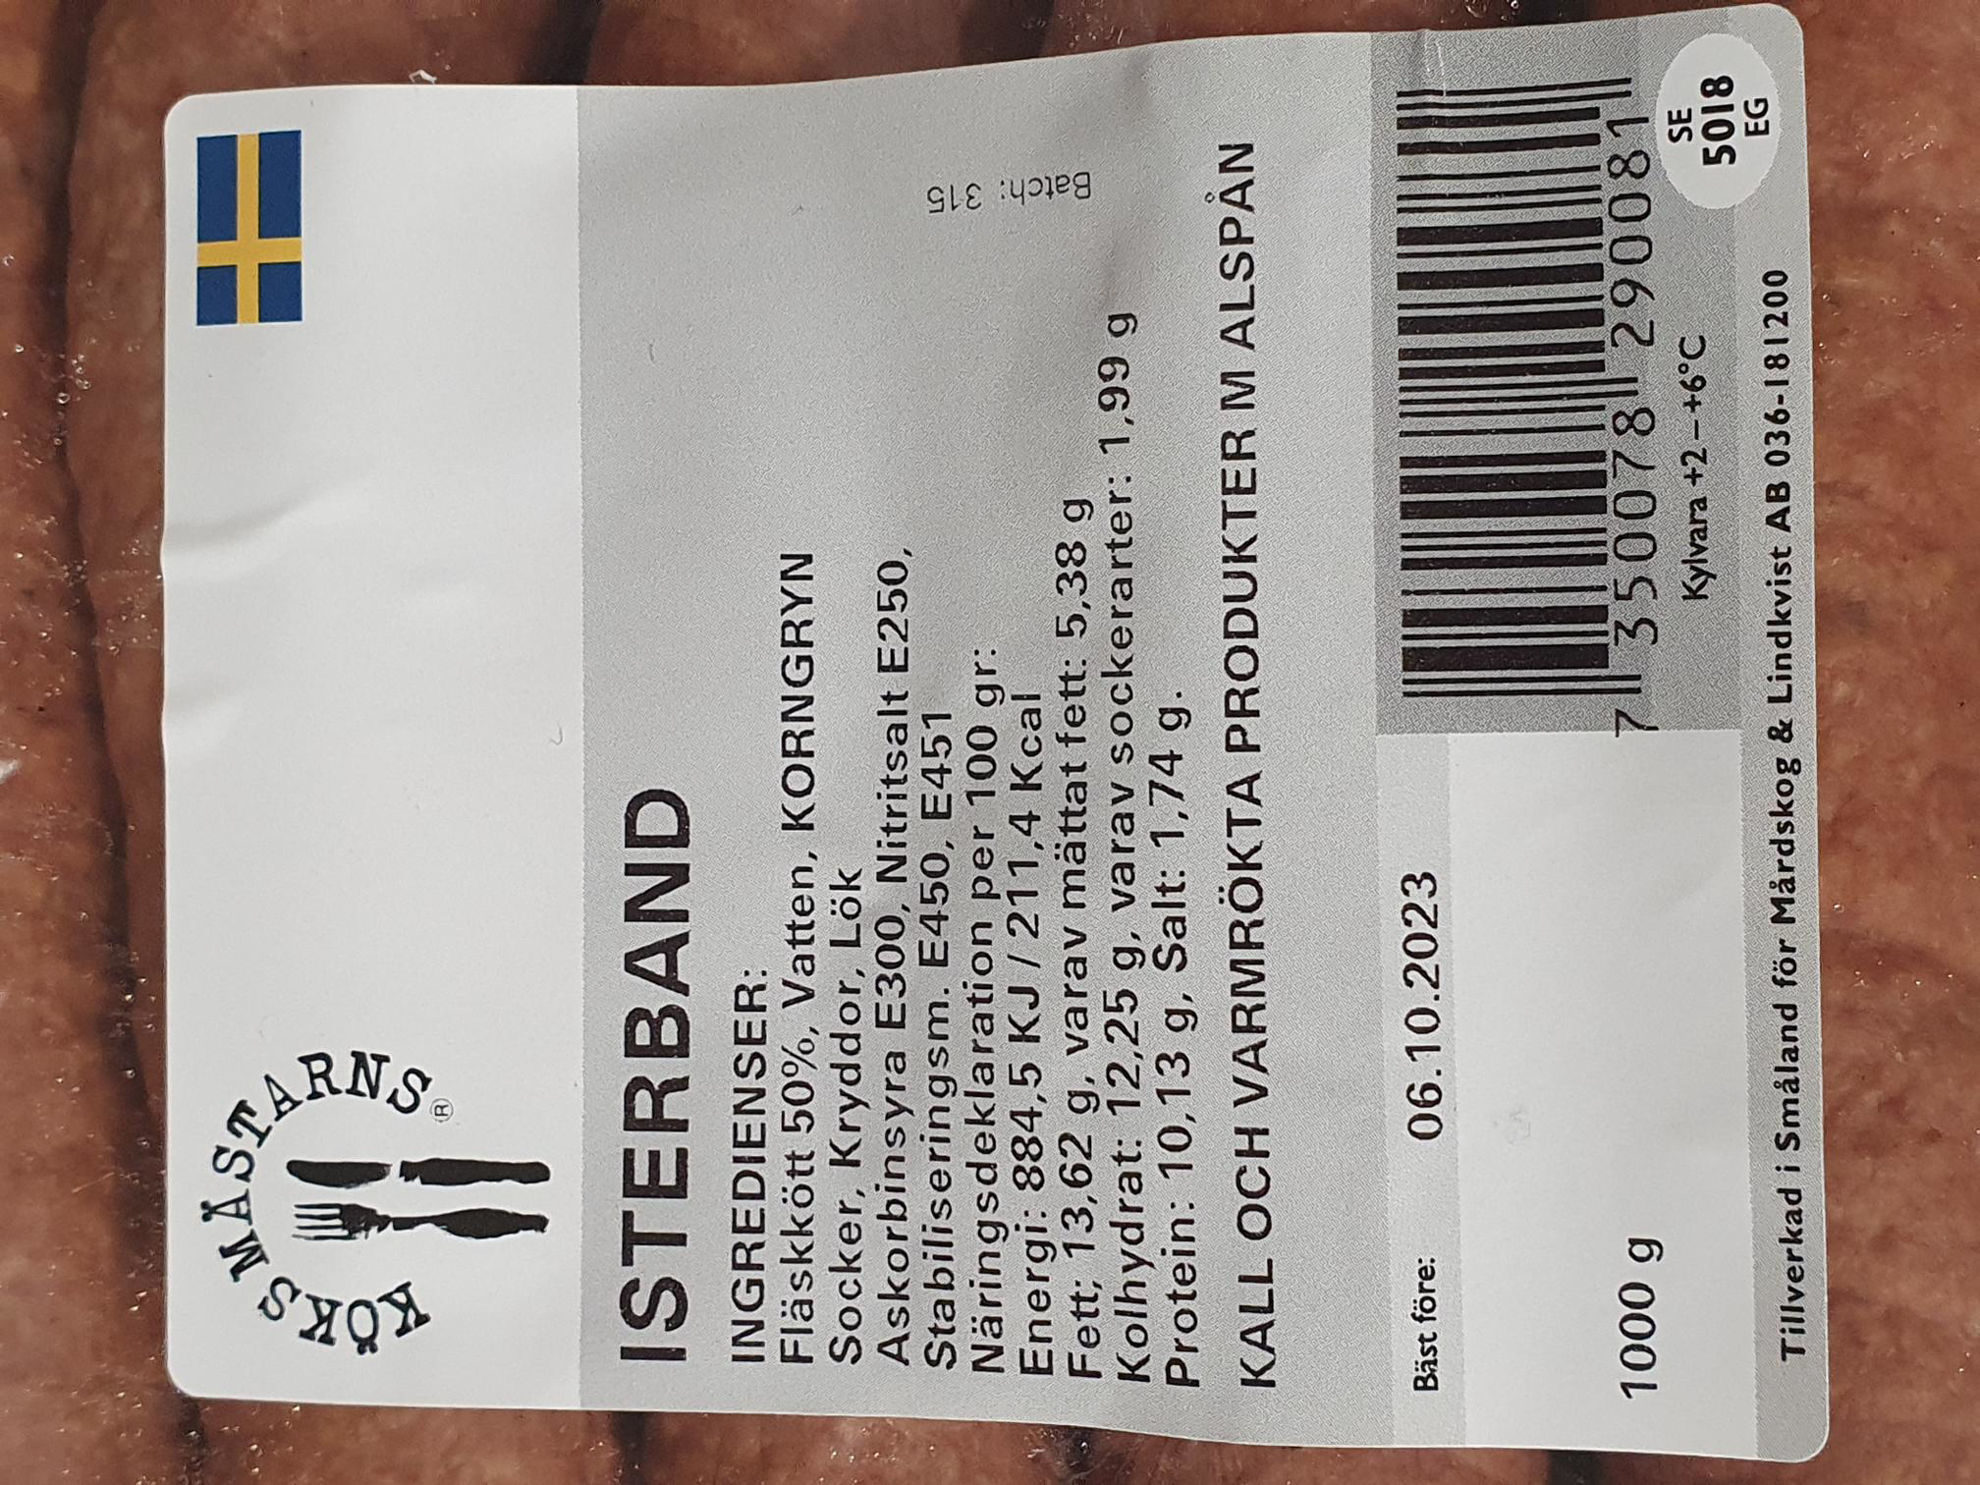 KÖKSMÄSTARNS®
ISTERBAND
INGREDIENSER:
Fläskkött 50%, Vatten, KORNGRYN
Socker, Kryddor, Lök
Askorbinsyra E300, Nitritsalt E250,
Stabiliseringsm. E450, E451
Näringsdeklaration per 100 gr:
Energi: 884,5 KJ / 211,4 Kcal
Fett; 13,62 g, varav mättat fett: 5,38 g
Kolhydrat: 12,25 g, varav sockerarter: 1,99 g
Protein: 10,13 g, Salt: 1,74 g.
Batch: 315
KALL OCH VARMRÖKTA PRODUKTER M ALSPÅN
Bäst före: 06.10.2023
7 350078 290081
1000 g
Kylvara +2–+6°C
SE
5018
EG
Tillverkad i Småland för Mårdskog & Lindkvist AB 036-181200